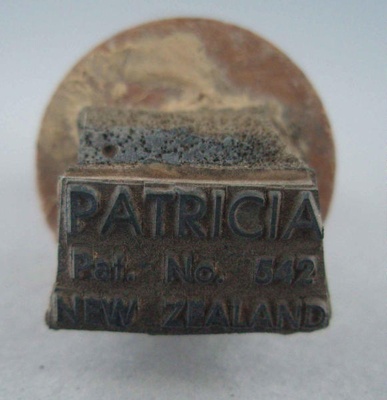 PATRICIA
Pat. No. 542
NEW ZEALAND